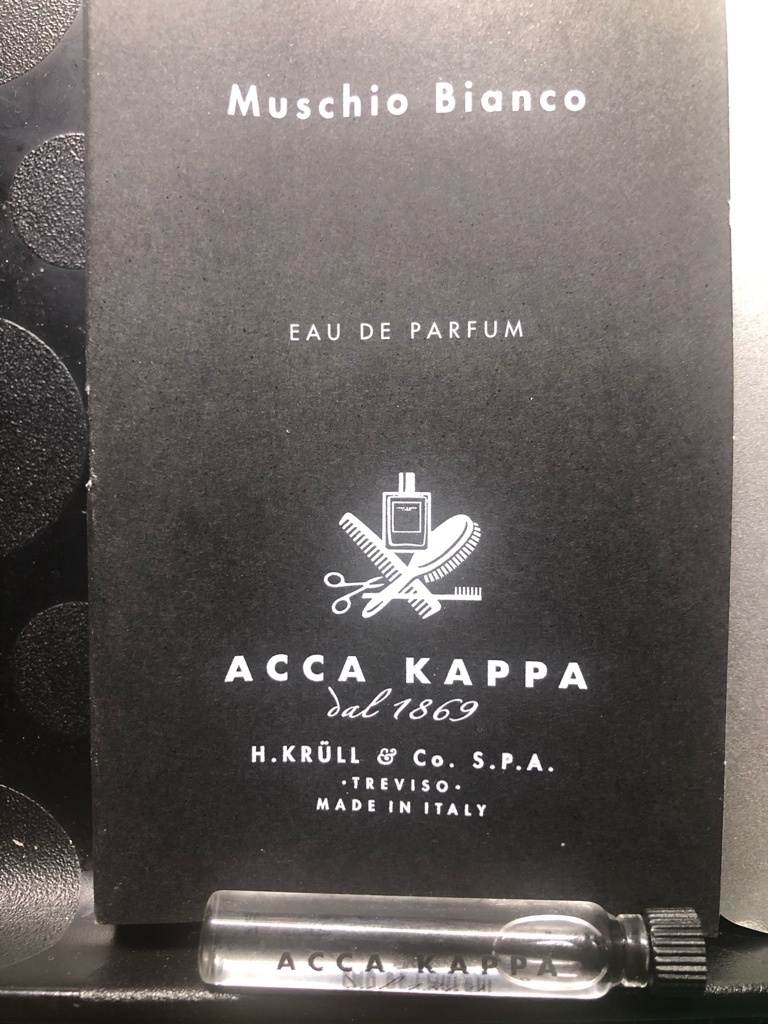 Muschio Bianco
EAU DE PARFUM
ACCA KAPPA
dal 1869
H.KRÜLL & Co. S.P.A.
·TREVISO·
MADE IN ITALY
ACCA KAPPA